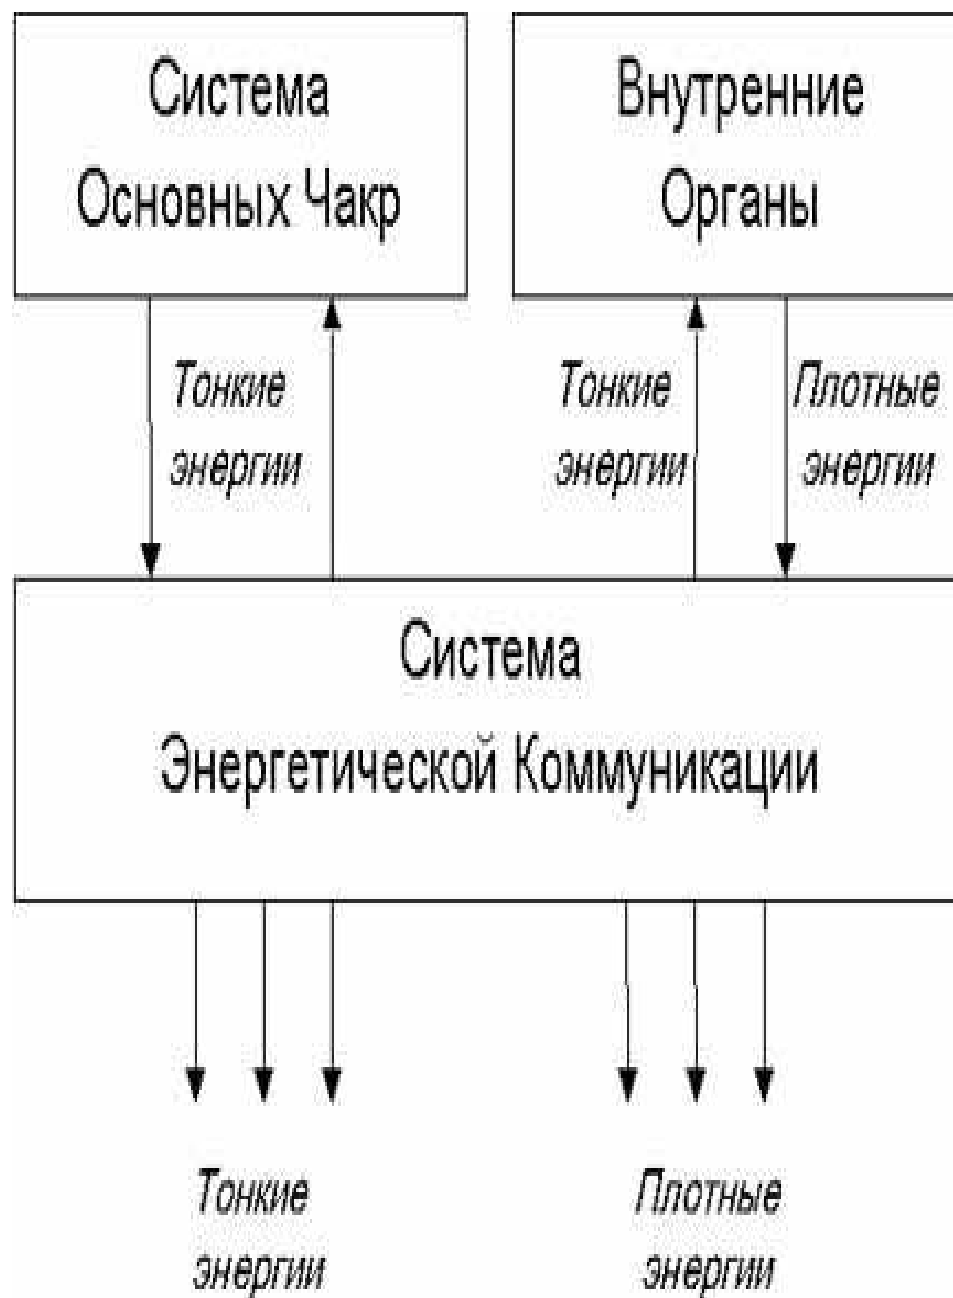 Система
Основных Чакр
Внутренние
Органы
Тонкие
энергии
Тонкие
энергии
Плотные
энергии
Система
Энергетической Коммуникации
Тонкие
энергии
Плотные
энергии